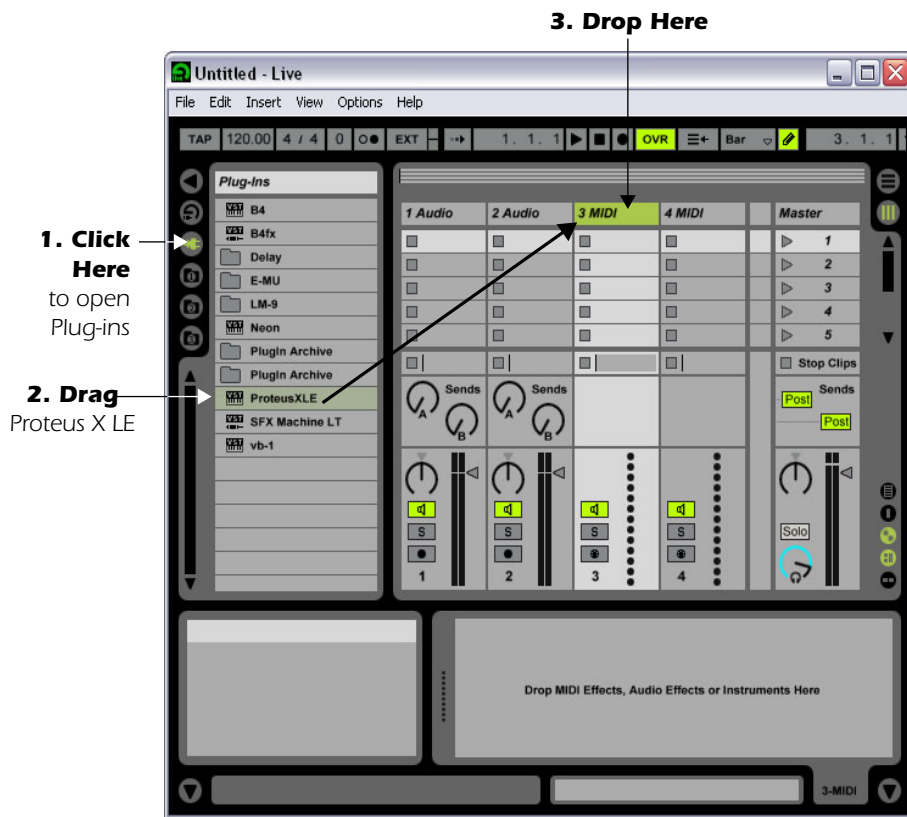 3. Drop Here
Untitled - Live
File Edit Insert View Options Help
TAP 120.00 4 / 4 0 EXT 1. 1. 1 OVR Bar 3. 1. 1
Plug-Ins
B4
B4fx
Delay
E-MU
LM-9
Neon
PlugIn Archive
PlugIn Archive
ProteusXLE
SFX Machine LT
vb-1
1. Click
Here
to open
Plug-ins
2. Drag
Proteus X LE
1 Audio 2 Audio 3 MIDI 4 MIDI Master
1
2
3
4
5
Stop Clips
Sends Sends Sends
A A Post
B B Post
S S S S Solo
1 2 3 4
Drop MIDI Effects, Audio Effects or Instruments Here
3-MIDI